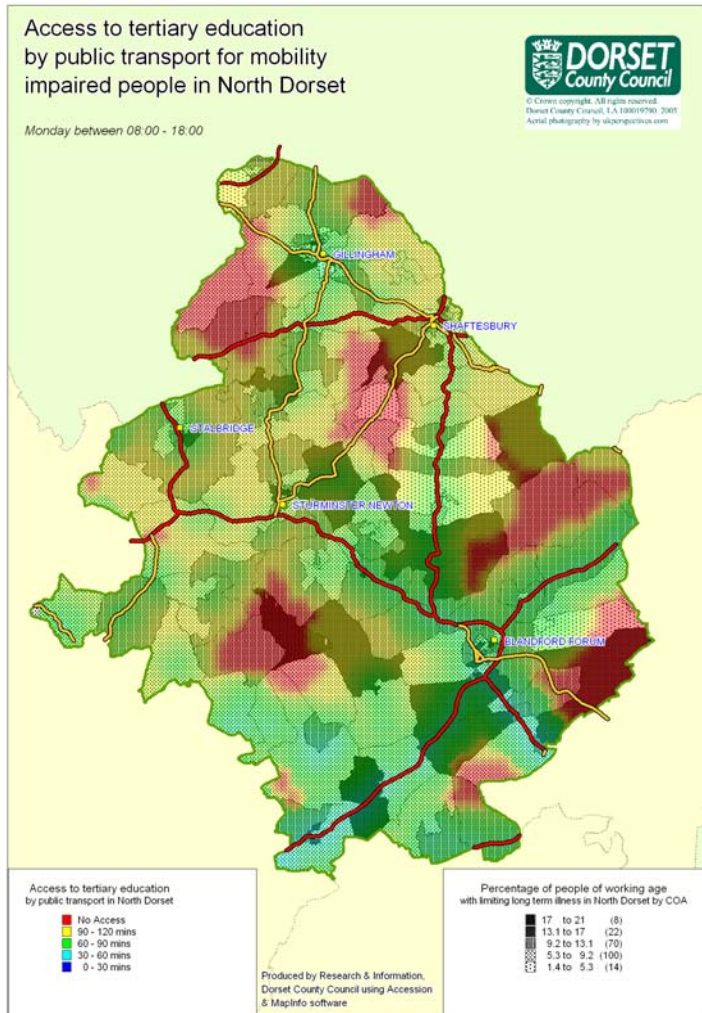 Access to tertiary education
by public transport for mobility
impaired people in North Dorset
Monday between 08:00 - 18:00
DORSET
County Council
© Crown copyright. All rights reserved.
Dorset County Council, LA 100019790. 2005
Aerial photography by ukperspectives.com
GILLINGHAM
SHAFTESBURY
STALBRIDGE
STURMINSTER NEWTON
BLANDFORD FORUM
Access to tertiary education
by public transport in North Dorset
No Access
90 - 120 mins
60 - 90 mins
30 - 60 mins
0 - 30 mins
Produced by Research & Information,
Dorset County Council using Accession
& MapInfo software
Percentage of people of working age
with limiting long term illness in North Dorset by COA
17 to 21 (8)
13.1 to 17 (22)
9.2 to 13.1 (70)
5.3 to 9.2 (100)
1.4 to 5.3 (14)